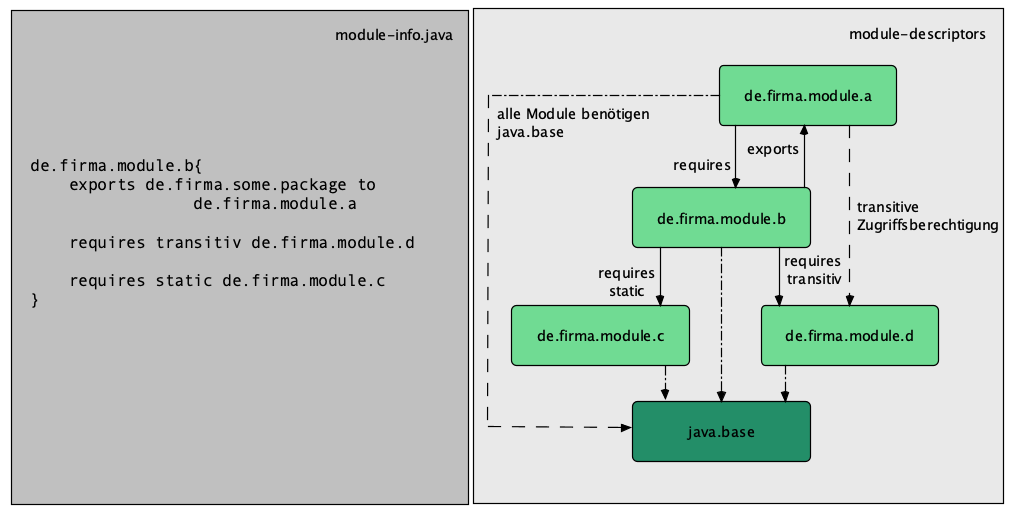 module-info.java
de.firma.module.b{
exports de.firma.some.package to
de.firma.module.a
requires transitiv de.firma.module.d
requires static de.firma.module.c
}
module-descriptors
de.firma.module.a
alle Module benötigen
java.base
exports
requires
transitive
Zugriffsberechtigung
de.firma.module.b
requires
static
requires
transitiv
de.firma.module.c
de.firma.module.d
java.base